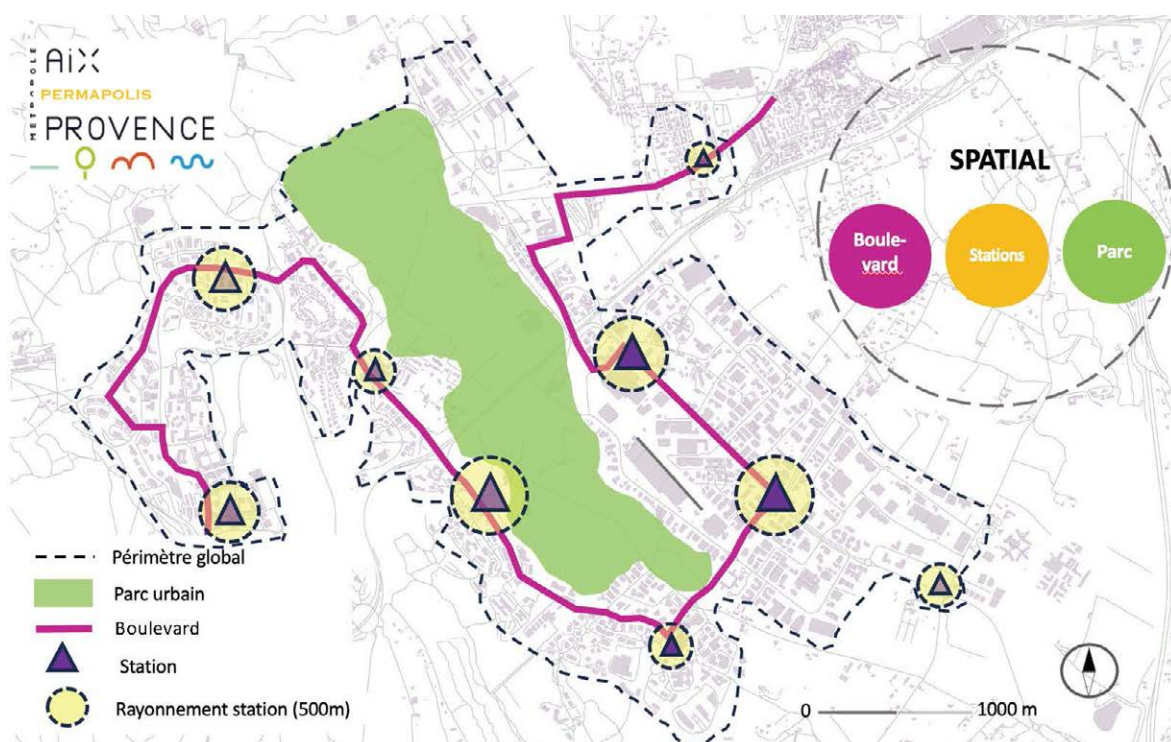 MÉTROPOLE
AiX
PERMAPOLIS
PROVENCE
SPATIAL
Boule-
vard
Stations
Parc
Périmètre global
Parc urbain
Boulevard
Station
Rayonnement station (500m)
0 1000 m